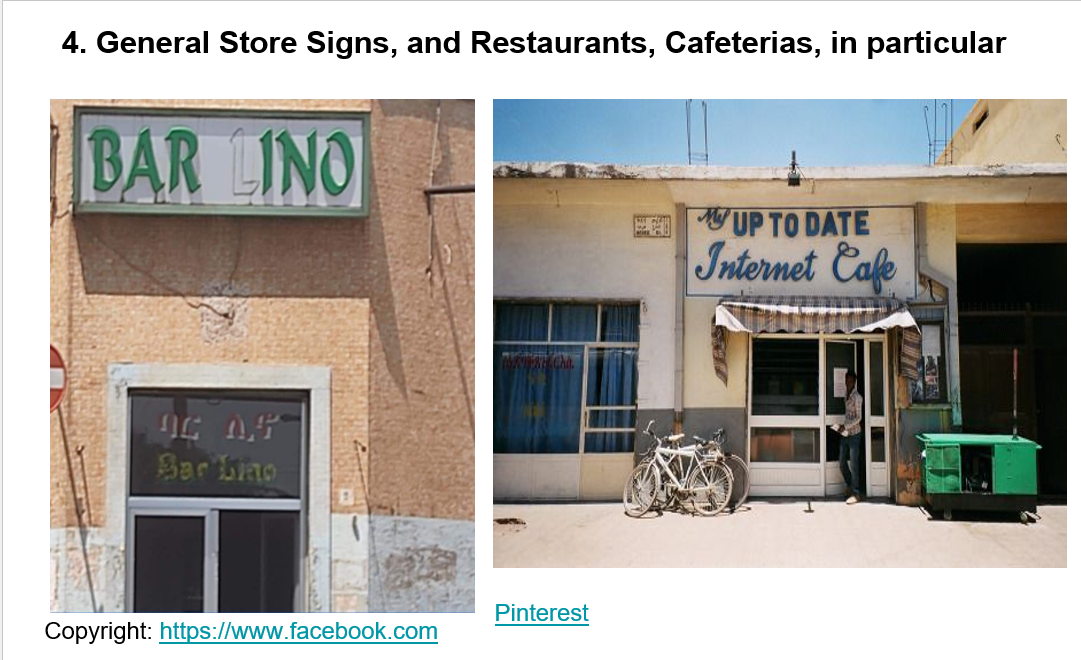 4. General Store Signs, and Restaurants, Cafeterias, in particular
BAR LINO
ባር ሊኖ
Bar Lino
My UP TO DATE
Internet Cafe
Copyright: https://www.facebook.com
Pinterest